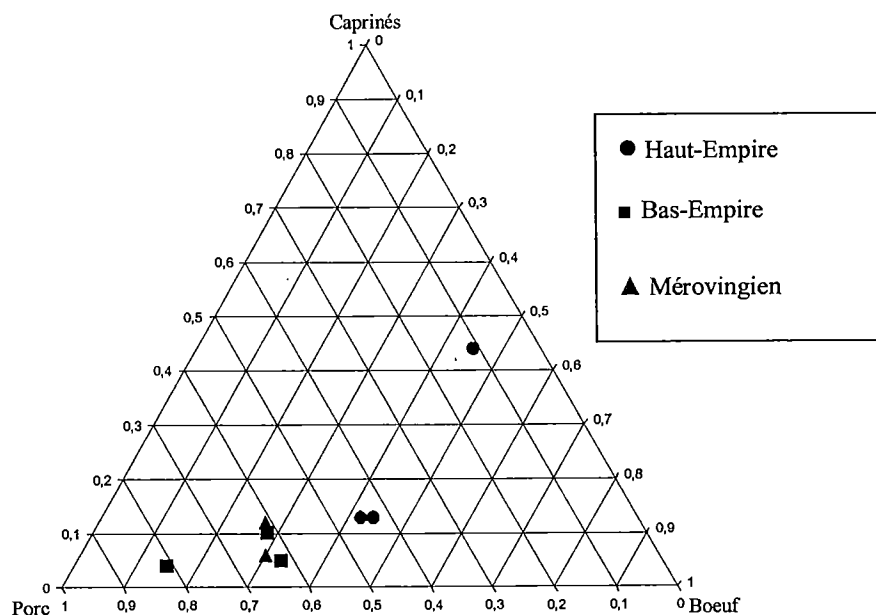 Caprinés
1 0
0,9 0,1
0,8 0,2
0,7 0,3
0,6 0,4
0,5 0,5
0,4 0,6
0,3 0,7
0,2 0,8
0,1 0,9
0 1
Porc 1 0,9 0,8 0,7 0,6 0,5 0,4 0,3 0,2 0,1 0 Boeuf
Haut-Empire
Bas-Empire
Mérovingien